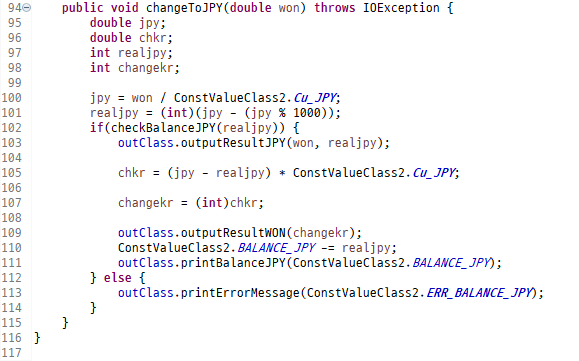 94 public void changeToJPY(double won) throws IOException {
95 double jpy;
96 double chkr;
97 int realjpy;
98 int changekr;
99
100 jpy = won / ConstValueClass2.Cu_JPY;
101 realjpy = (int)(jpy - (jpy % 1000));
102 if(checkBalanceJPY(realjpy)) {
103 outClass.outputResultJPY(won, realjpy);
104
105 chkr = (jpy - realjpy) * ConstValueClass2.Cu_JPY;
106
107 changekr = (int)chkr;
108
109 outClass.outputResultWON(changekr);
110 ConstValueClass2.BALANCE_JPY -= realjpy;
111 outClass.printBalanceJPY(ConstValueClass2.BALANCE_JPY);
112 } else {
113 outClass.printErrorMessage(ConstValueClass2.ERR_BALANCE_JPY);
114 }
115 }
116 }
117